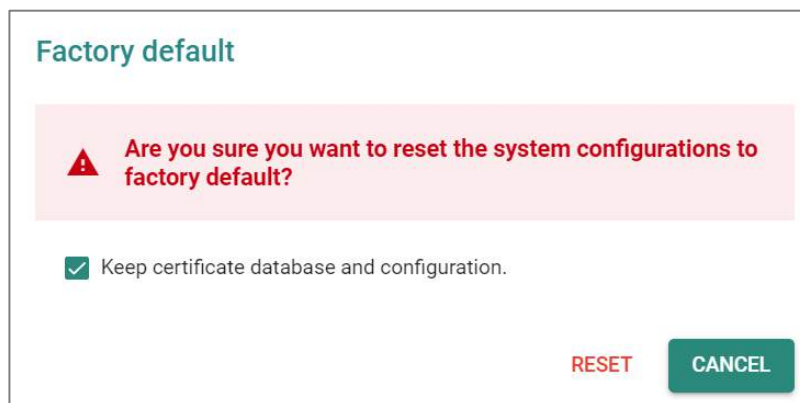 Factory default
Are you sure you want to reset the system configurations to
factory default?
Keep certificate database and configuration.
RESET
CANCEL